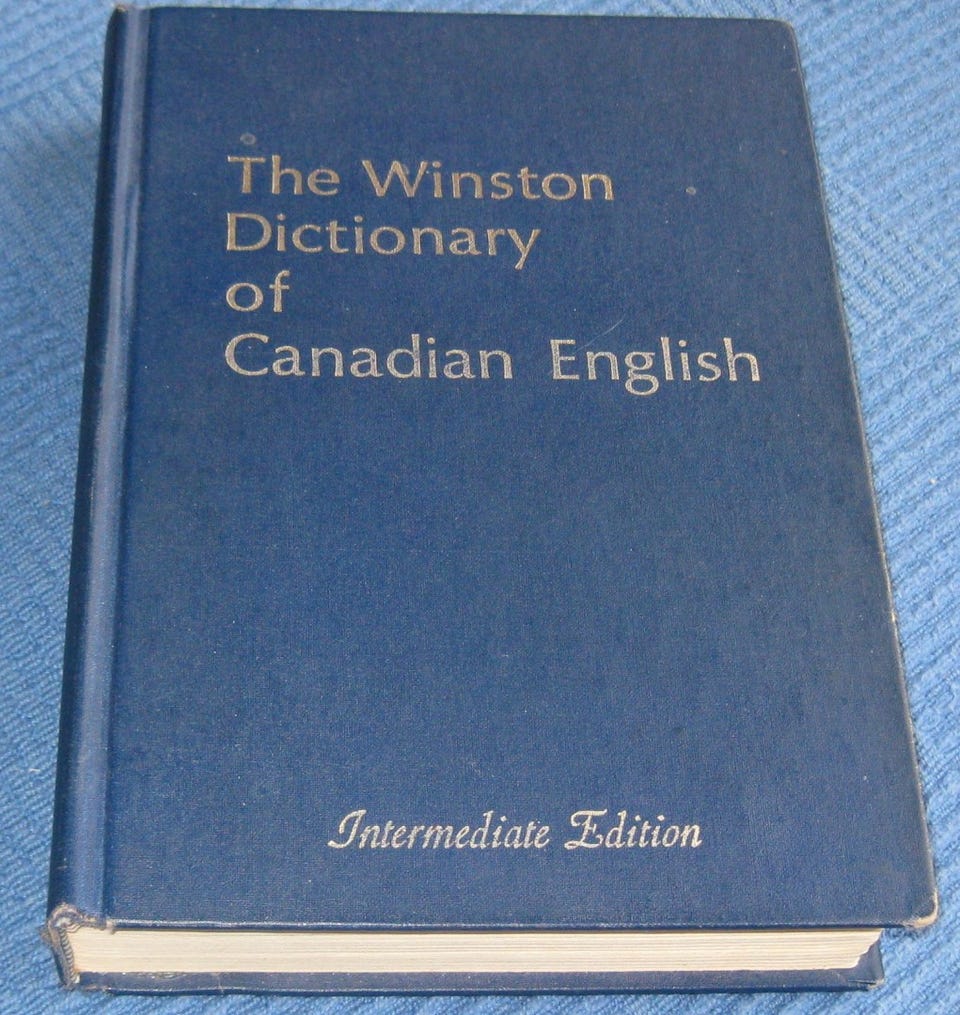 The Winston
Dictionary
of
Canadian English
Intermediate Edition